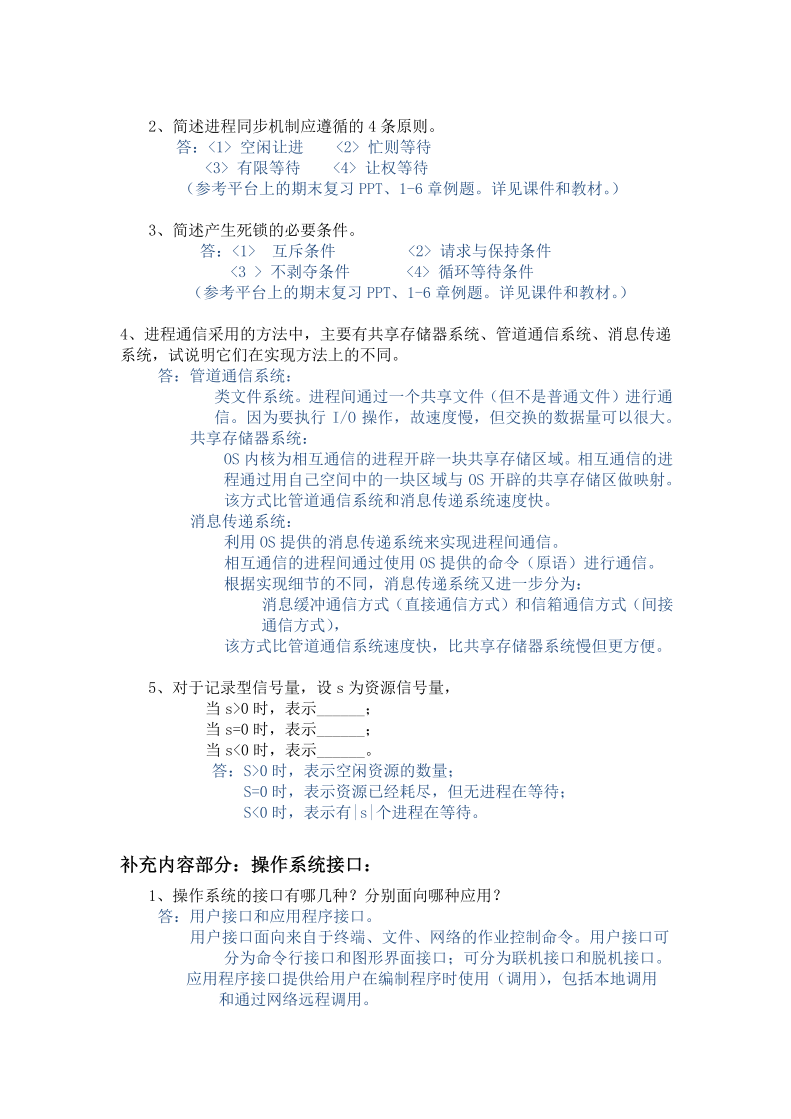 2、简述进程同步机制应遵循的 4 条原则。
答：<1> 空闲让进 <2> 忙则等待
<3> 有限等待 <4> 让权等待
（参考平台上的期末复习 PPT、1-6 章例题。详见课件和教材。）
3、简述产生死锁的必要条件。
答：<1> 互斥条件 <2> 请求与保持条件
<3 > 不剥夺条件 <4> 循环等待条件
（参考平台上的期末复习 PPT、1-6 章例题。详见课件和教材。）
4、进程通信采用的方法中，主要有共享存储器系统、管道通信系统、消息传递
系统，试说明它们在实现方法上的不同。
答：管道通信系统：
类文件系统。进程间通过一个共享文件（但不是普通文件）进行通
信。因为要执行 I/O 操作，故速度慢，但交换的数据量可以很大。
共享存储器系统：
OS 内核为相互通信的进程开辟一块共享存储区域。相互通信的进
程通过用自己空间中的一块区域与 OS 开辟的共享存储区做映射。
该方式比管道通信系统和消息传递系统速度快。
消息传递系统：
利用 OS 提供的消息传递系统来实现进程间通信。
相互通信的进程间通过使用 OS 提供的命令（原语）进行通信。
根据实现细节的不同，消息传递系统又进一步分为：
消息缓冲通信方式（直接通信方式）和信箱通信方式（间接
通信方式），
该方式比管道通信系统速度快，比共享存储器系统慢但更方便。
5、对于记录型信号量，设 s 为资源信号量，
当 s>0 时，表示______；
当 s=0 时，表示______；
当 s<0 时，表示______。
答：S>0 时，表示空闲资源的数量；
S=0 时，表示资源已经耗尽，但无进程在等待；
S<0 时，表示有|s|个进程在等待。
补充内容部分：操作系统接口：
1、操作系统的接口有哪几种？分别面向哪种应用？
答：用户接口和应用程序接口。
用户接口面向来自于终端、文件、网络的作业控制命令。用户接口可
分为命令行接口和图形界面接口；可分为联机接口和脱机接口。
应用程序接口提供给用户在编制程序时使用（调用），包括本地调用
和通过网络远程调用。